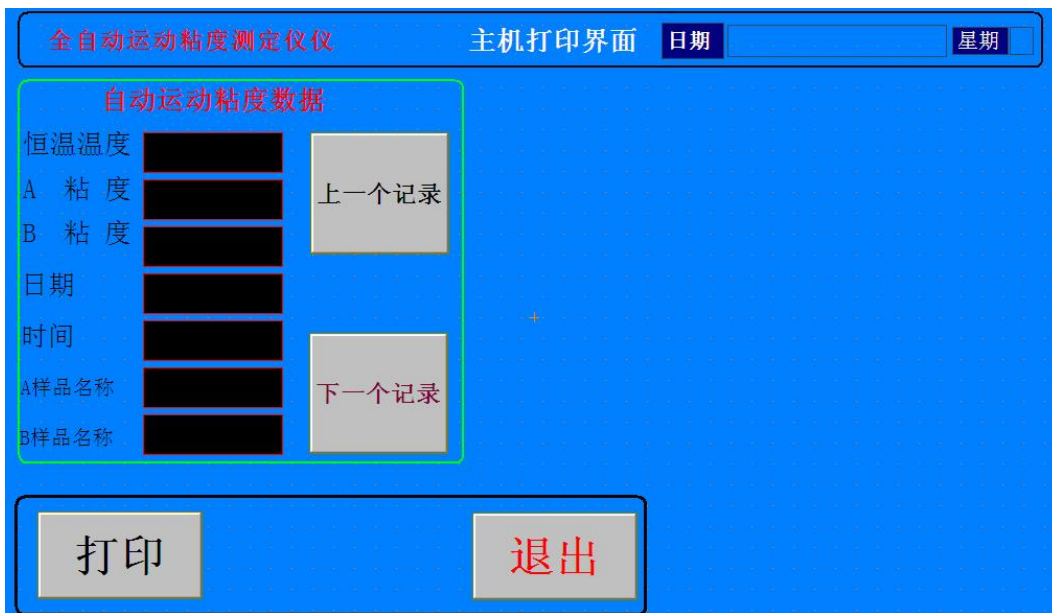 全自动运动粘度测定仪仪 主机打印界面 日期 星期
自动运动粘度数据
恒温温度
A 粘 度
上一个记录
B 粘 度
日期
时间
A样品名称
下一个记录
B样品名称
打印 退出